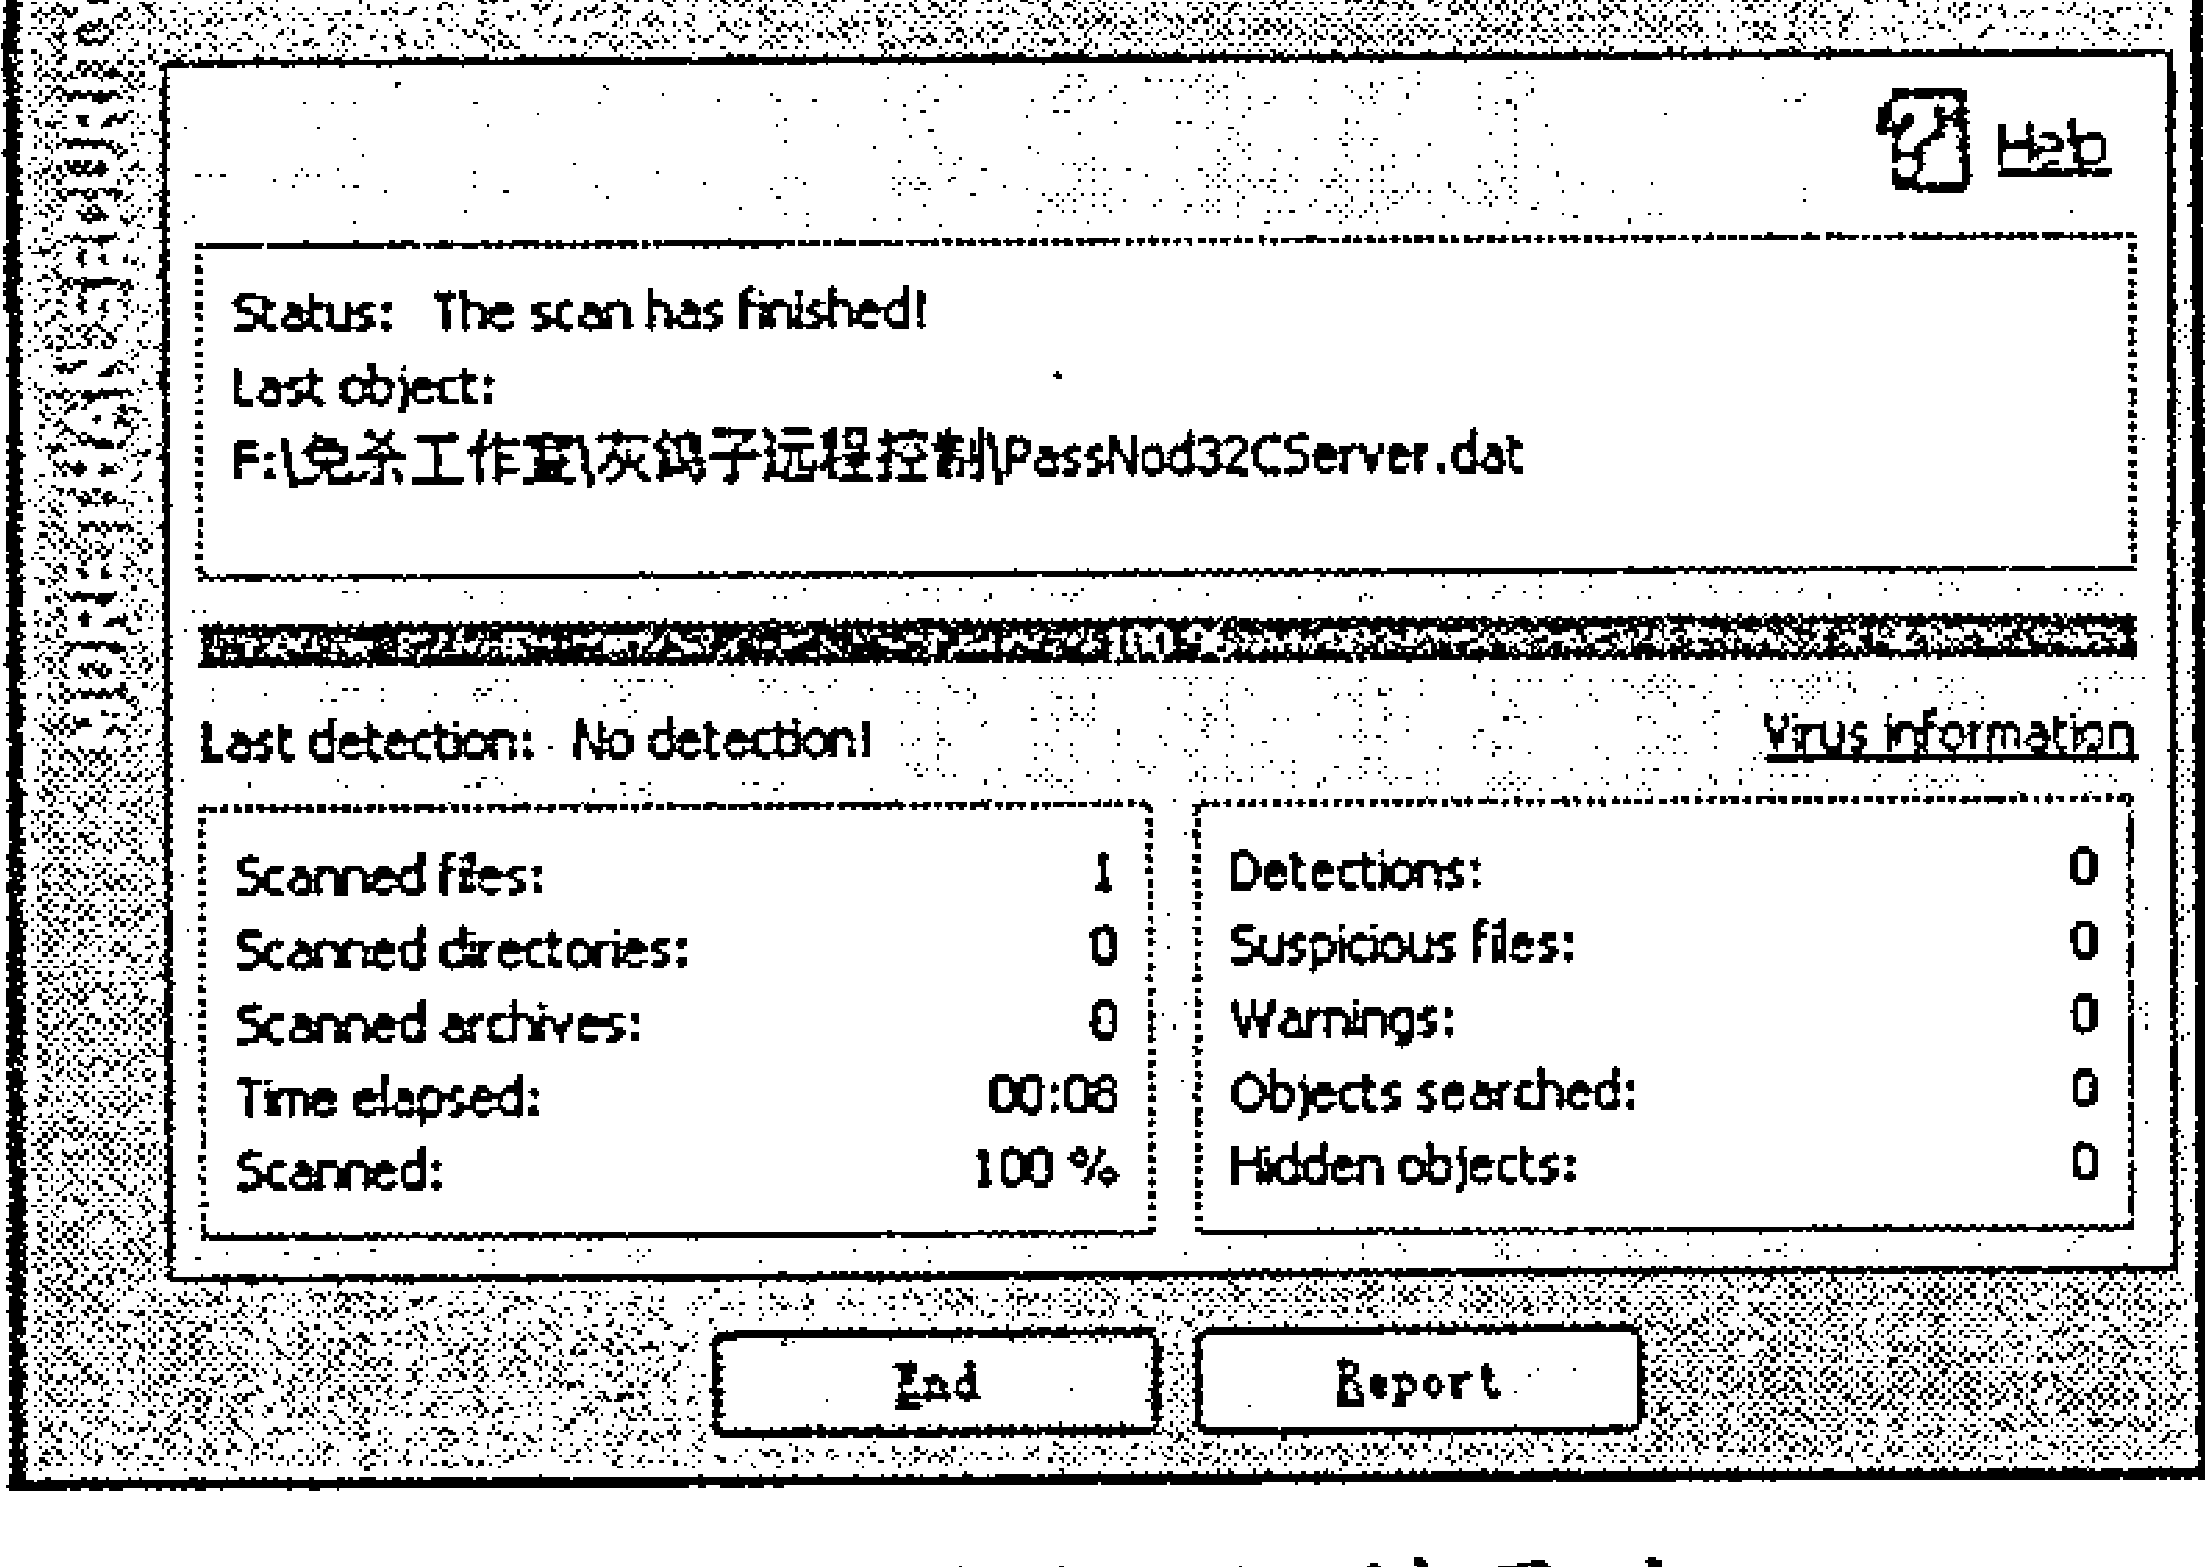 Help
Status: The scan has finished!
Last object:
F:\免杀工作室\灰鸽子远程控制\PassNod32CServer.dat
Last detection: No detection!
Virus information
Scanned files: 1
Scanned directories: 0
Scanned archives: 0
Time elapsed: 00:08
Scanned: 100 %
Detections: 0
Suspicious files: 0
Warnings: 0
Objects searched: 0
Hidden objects: 0
End
Report